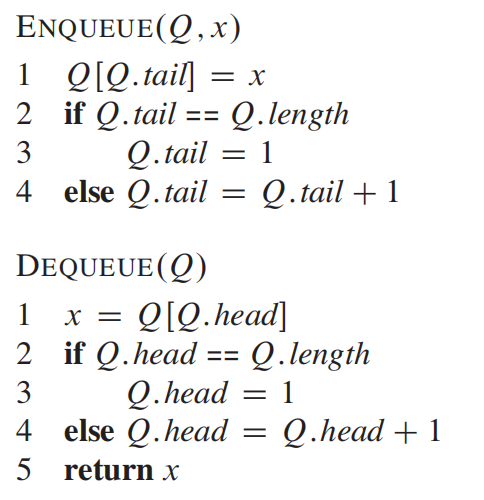 ENQUEUE(Q, x)
1 Q[Q.tail] = x
2 if Q.tail == Q.length
3 Q.tail = 1
4 else Q.tail = Q.tail + 1
DEQUEUE(Q)
1 x = Q[Q.head]
2 if Q.head == Q.length
3 Q.head = 1
4 else Q.head = Q.head + 1
5 return x